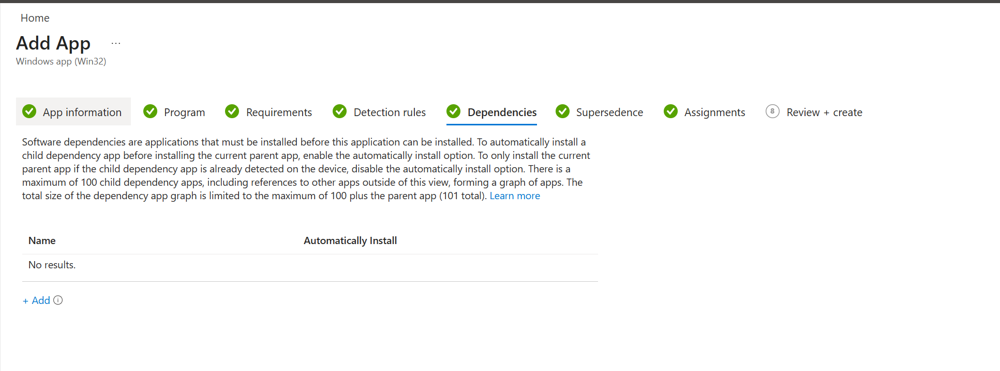 Home
Add App ...
Windows app (Win32)
App information Program Requirements Detection rules Dependencies Supersedence Assignments 8 Review + create
Software dependencies are applications that must be installed before this application can be installed. To automatically install a
child dependency app before installing the current parent app, enable the automatically install option. To only install the current
parent app if the child dependency app is already detected on the device, disable the automatically install option. There is a
maximum of 100 child dependency apps, including references to other apps outside of this view, forming a graph of apps. The
total size of the dependency app graph is limited to the maximum of 100 plus the parent app (101 total). Learn more
Name Automatically Install
No results.
+ Add